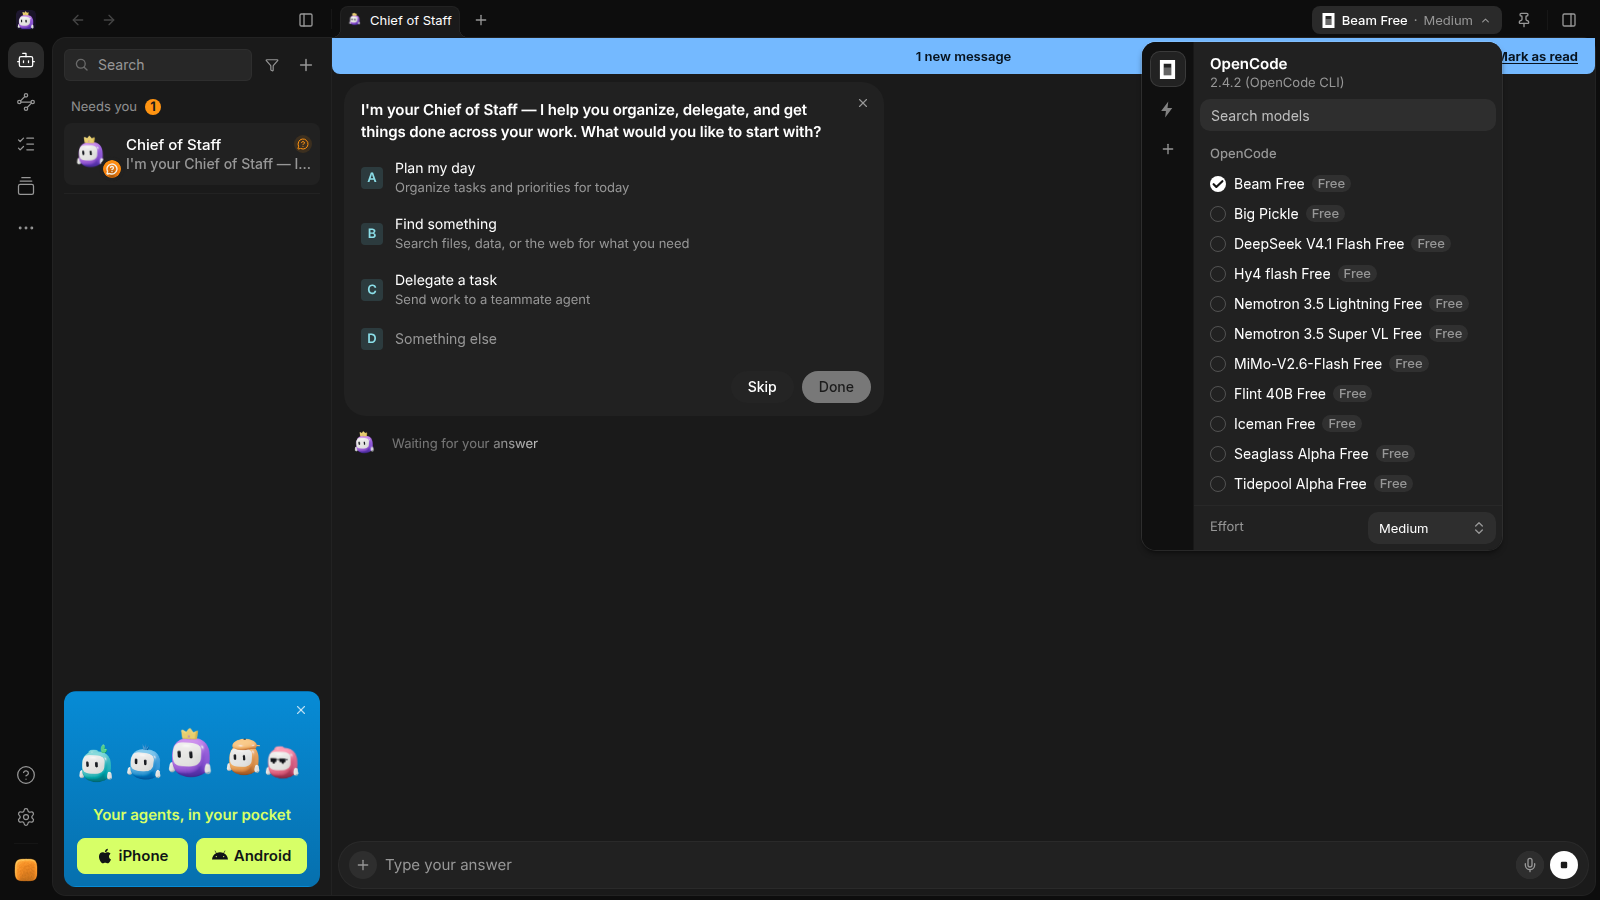 Chief of Staff
Beam Free · Medium
Search
Needs you 1
Chief of Staff
I'm your Chief of Staff — I...
1 new message
Mark as read
I'm your Chief of Staff — I help you organize, delegate, and get
things done across your work. What would you like to start with?
A Plan my day
Organize tasks and priorities for today
B Find something
Search files, data, or the web for what you need
C Delegate a task
Send work to a teammate agent
D Something else
Skip Done
Waiting for your answer
OpenCode
2.4.2 (OpenCode CLI)
Search models
OpenCode
Beam Free Free
Big Pickle Free
DeepSeek V4.1 Flash Free Free
Hy4 flash Free Free
Nemotron 3.5 Lightning Free Free
Nemotron 3.5 Super VL Free Free
MiMo-V2.6-Flash Free Free
Flint 40B Free Free
Iceman Free Free
Seaglass Alpha Free Free
Tidepool Alpha Free Free
Effort Medium
Your agents, in your pocket
iPhone Android
Type your answer